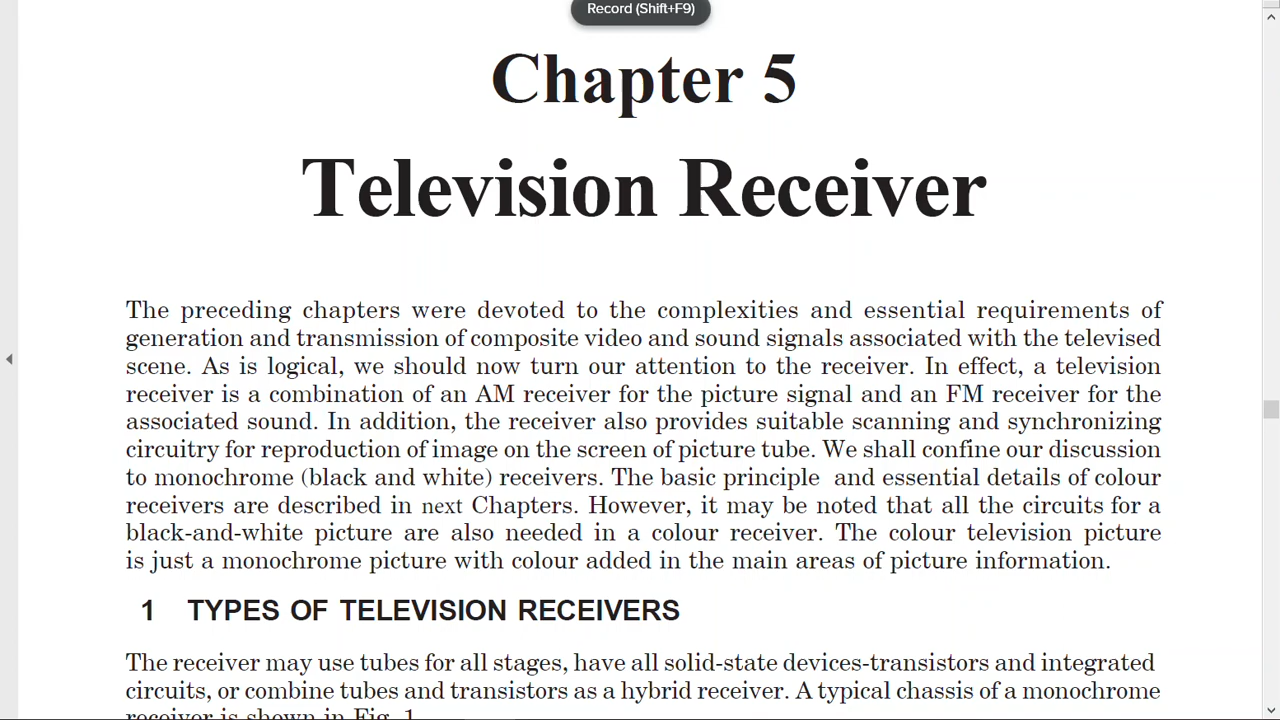 Record (Shift+F9)
Chapter 5
Television Receiver
The preceding chapters were devoted to the complexities and essential requirements of
generation and transmission of composite video and sound signals associated with the televised
scene. As is logical, we should now turn our attention to the receiver. In effect, a television
receiver is a combination of an AM receiver for the picture signal and an FM receiver for the
associated sound. In addition, the receiver also provides suitable scanning and synchronizing
circuitry for reproduction of image on the screen of picture tube. We shall confine our discussion
to monochrome (black and white) receivers. The basic principle and essential details of colour
receivers are described in next Chapters. However, it may be noted that all the circuits for a
black-and-white picture are also needed in a colour receiver. The colour television picture
is just a monochrome picture with colour added in the main areas of picture information.
1 TYPES OF TELEVISION RECEIVERS
The receiver may use tubes for all stages, have all solid-state devices-transistors and integrated
circuits, or combine tubes and transistors as a hybrid receiver. A typical chassis of a monochrome
receiver is shown in Fig. 1